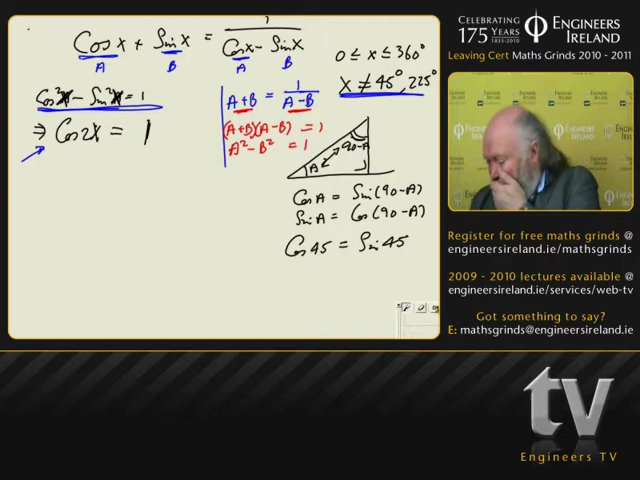 Cos x + Sin x = 1 / (Cos x - Sin x)
A B A B
0 ≤ x ≤ 360°
x ≠ 45°, 225°
Cos²x - Sin²x = 1
⇒ Cos 2x = 1
A+B = 1 / (A-B)
(A+B)(A-B) = 1
A² - B² = 1
A 90-A
Cos A = Sin(90-A)
Sin A = Cos(90-A)
Cos 45 = Sin 45
CELEBRATING
175 YEARS
1835-2010
ENGINEERS
IRELAND
Leaving Cert Maths Grinds 2010 - 2011
Register for free maths grinds @
engineersireland.ie/mathsgrinds
2009 - 2010 lectures available @
engineersireland.ie/services/web-tv
Got something to say?
E: mathsgrinds@engineersireland.ie
tv
Engineers TV